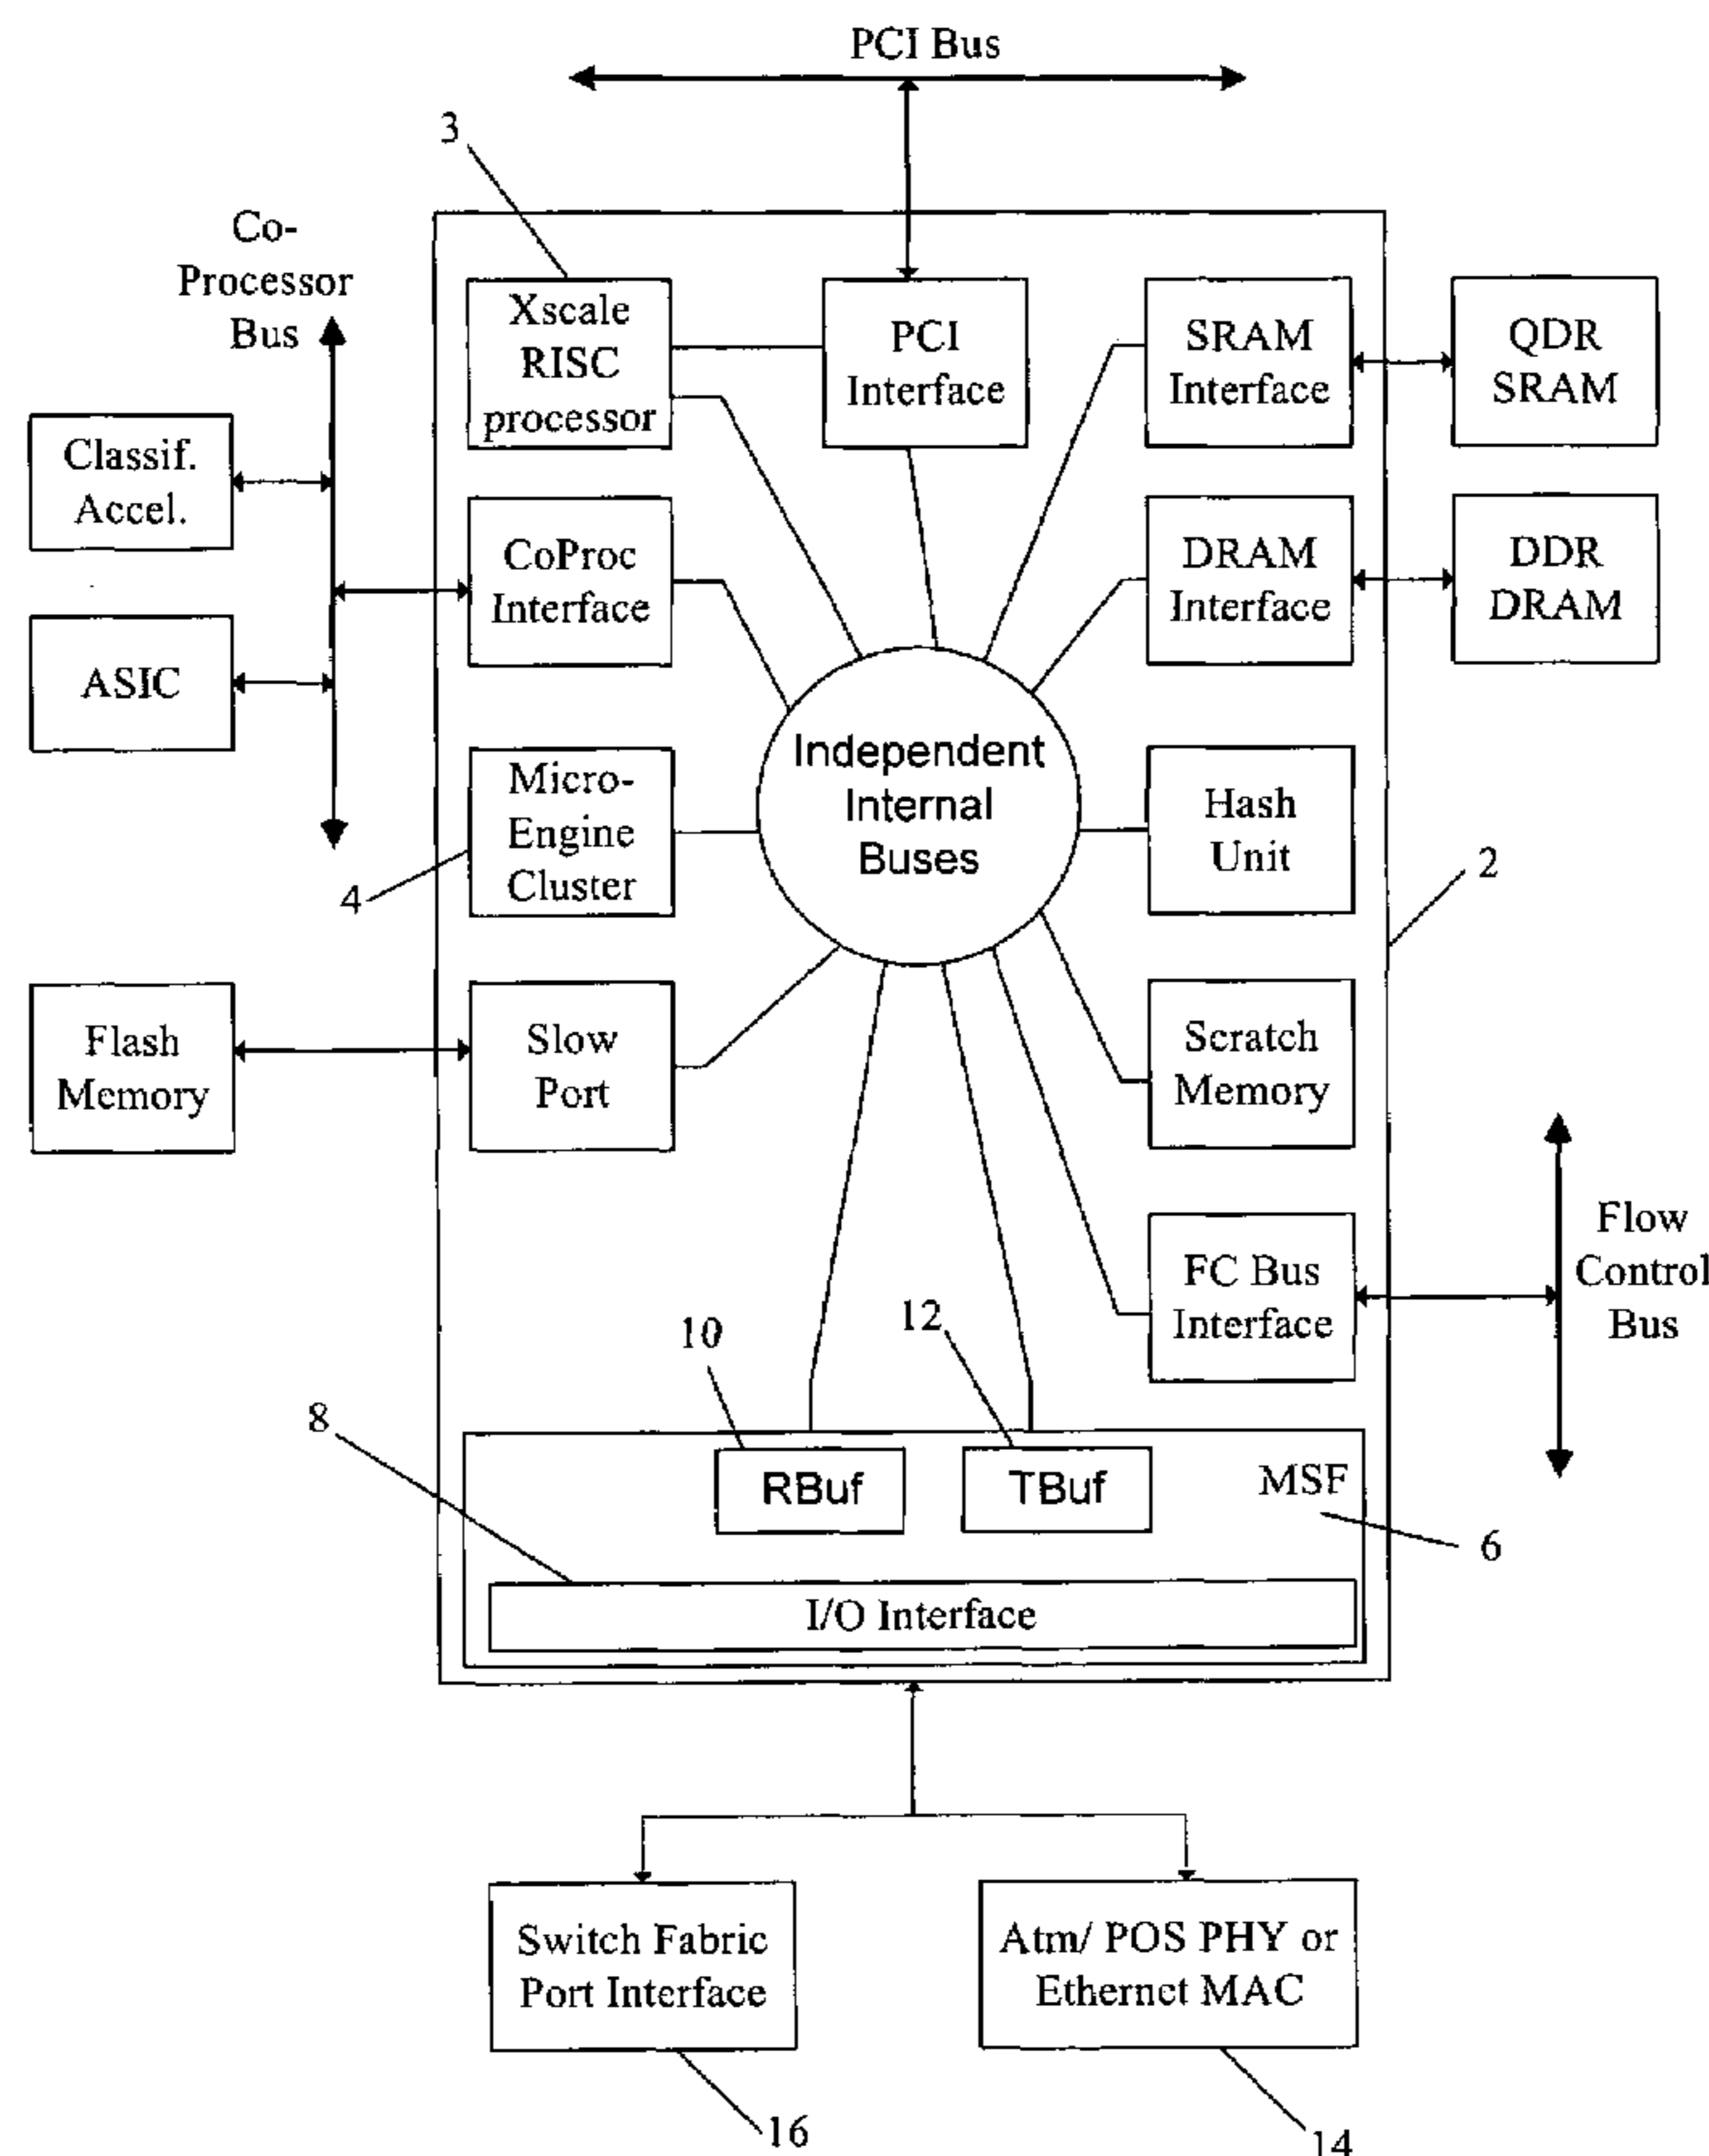 PCI Bus
3
Co-
Processor
Bus
Xscale
RISC
processor
PCI
Interface
SRAM
Interface
QDR
SRAM
Classif.
Accel.
CoProc
Interface
DRAM
Interface
DDR
DRAM
ASIC
Micro-
Engine
Cluster
Independent
Internal
Buses
Hash
Unit
2
4
Flash
Memory
Slow
Port
Scratch
Memory
FC Bus
Interface
Flow
Control
Bus
10
12
8
RBuf
TBuf
MSF
6
I/O Interface
Switch Fabric
Port Interface
Atm/ POS PHY or
Ethernet MAC
16
14